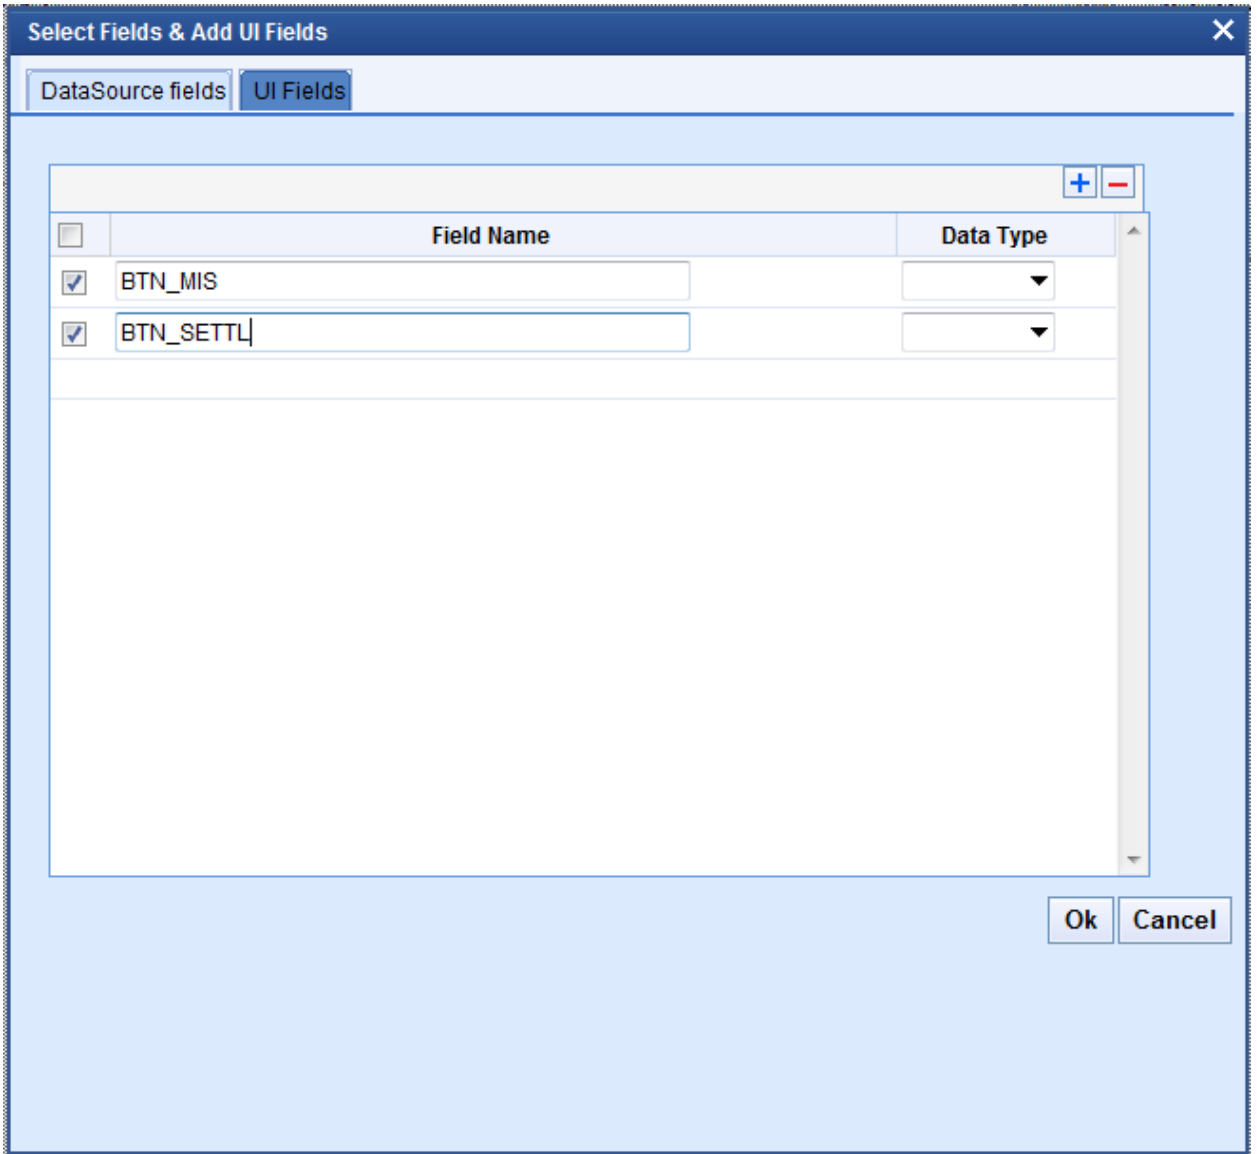 Select Fields & Add UI Fields
DataSource fields UI Fields
Field Name Data Type
BTN_MIS
BTN_SETTL
Ok Cancel